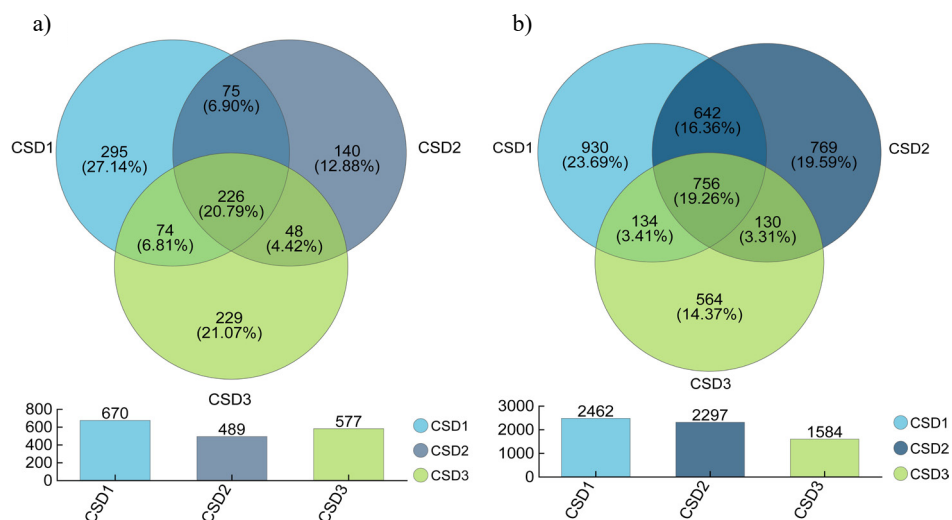 a)
75
(6.90%)
CSD1
295
(27.14%)
140
(12.88%)
CSD2
226
(20.79%)
74
(6.81%)
48
(4.42%)
229
(21.07%)
CSD3
800
600
400
200
0
670
489
577
CSD1
CSD2
CSD3
CSD1
CSD2
CSD3
b)
642
(16.36%)
CSD1
930
(23.69%)
769
(19.59%)
CSD2
756
(19.26%)
134
(3.41%)
130
(3.31%)
564
(14.37%)
CSD3
3000
2000
1000
0
2462
2297
1584
CSD1
CSD2
CSD3
CSD1
CSD2
CSD3